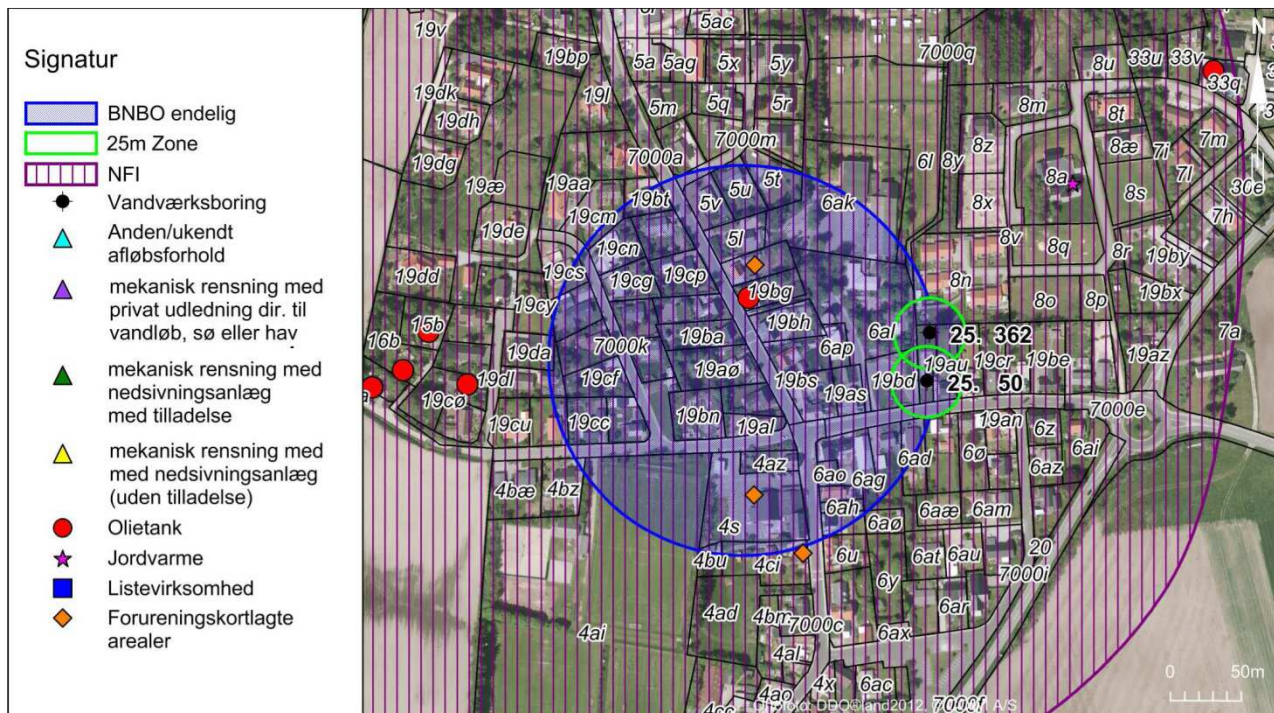 Signatur
BNBO endelig
25m Zone
NFI
Vandværksboring
Anden/ukendt
afløbsforhold
mekanisk rensning med
privat udledning dir. til
vandløb, sø eller hav
mekanisk rensning med
nedsivningsanlæg
med tilladelse
mekanisk rensning med
med nedsivningsanlæg
(uden tilladelse)
Olietank
Jordvarme
Listevirksomhed
Forureningskortlagte
arealer
19v
5ac
7000q
8u
33u
33v
33q
N
19bp
5a
5ag
5x
5y
19dk
19l
5m
5q
5r
8m
8t
19dh
7000a
7000m
6l
8y
8z
8æ
7i
7m
19dg
19æ
19aa
5t
8a
7l
30e
19bt
5v
5u
6ak
8x
8s
7h
19cm
19de
19cn
5l
8v
8q
8r
19by
19dd
19cs
19cg
19cp
19bg
8n
8o
8p
19bx
19cy
15b
16b
7000k
19ba
19bh
6al
25. 362
7a
19da
19aø
6ap
19au
19cr
19be
19az
19dl
19cf
19bs
19as
19bd
25. 50
19cø
19bn
7000e
19cu
19cc
19al
19an
6z
6ai
4bæ
4bz
4az
6ao
6ag
6ad
6ø
6az
4s
6ah
6aø
6aæ
6am
4bu
4ci
6u
6at
6au
20
7000i
4ad
4bm
6y
6ar
4ai
7000c
6ax
4al
4ao
4x
6ac
7000f
4cc
0
50m